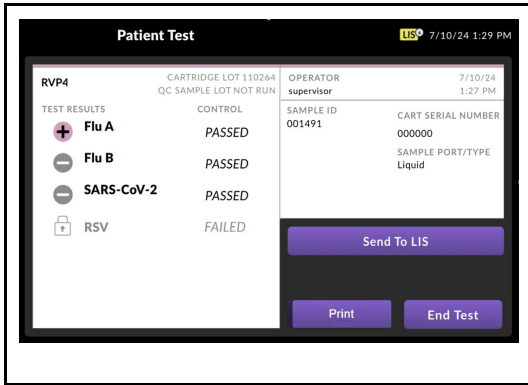 Patient Test
LIS 7/10/24 1:29 PM
RVP4
CARTRIDGE LOT 110264
QC SAMPLE LOT NOT RUN
TEST RESULTS CONTROL
Flu A PASSED
Flu B PASSED
SARS-CoV-2 PASSED
RSV FAILED
OPERATOR 7/10/24
supervisor 1:27 PM
SAMPLE ID
001491
CART SERIAL NUMBER
000000
SAMPLE PORT/TYPE
Liquid
Send To LIS
Print End Test